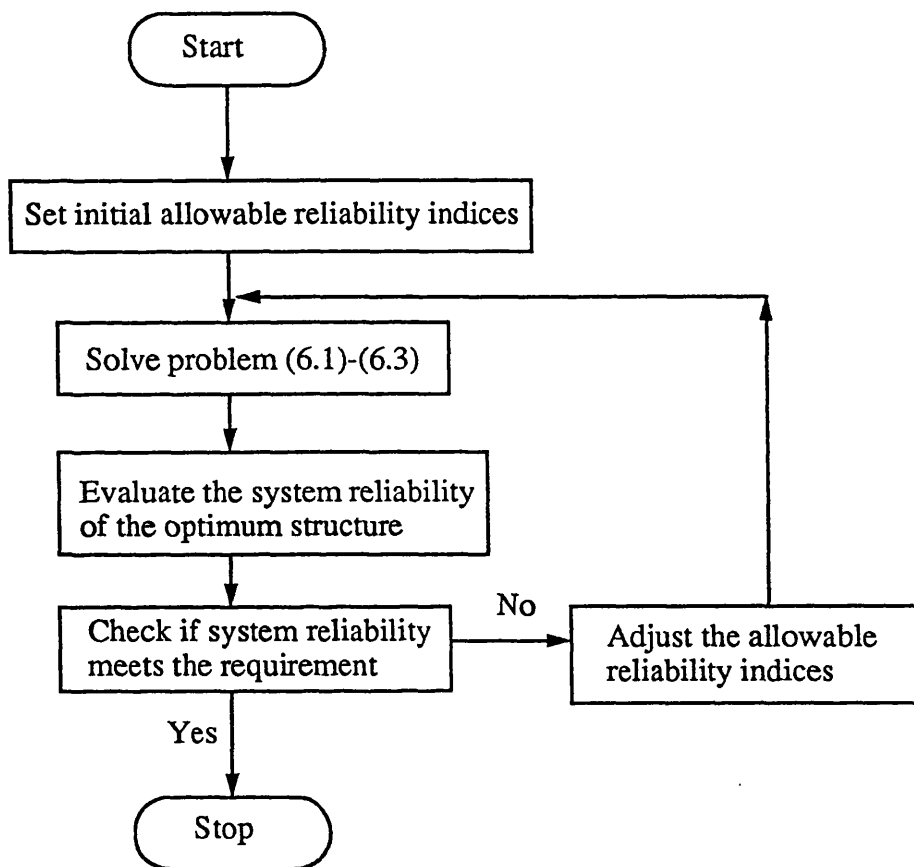 Start
Set initial allowable reliability indices
Solve problem (6.1)-(6.3)
Evaluate the system reliability
of the optimum structure
Check if system reliability
meets the requirement
No
Adjust the allowable
reliability indices
Yes
Stop